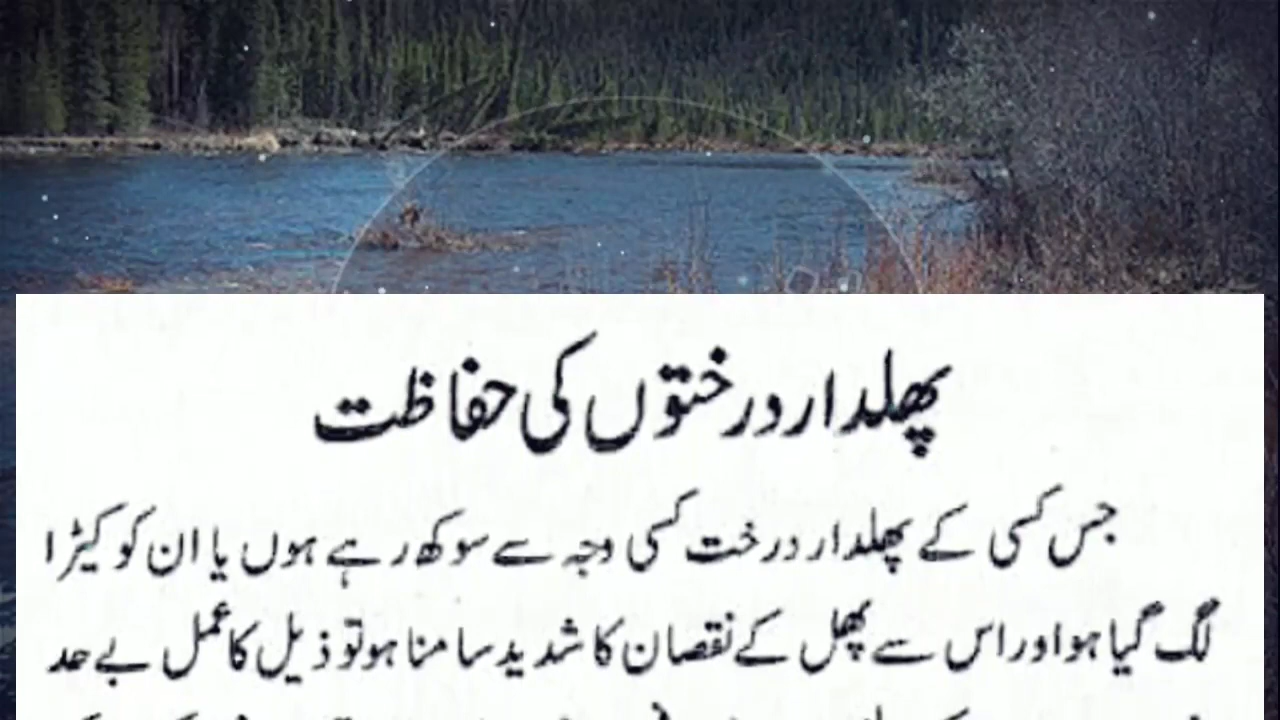 پھلدار درختوں کی حفاظت
جس کسی کے پھلدار درخت کسی وجہ سے سوکھ رہے ہوں یا ان کو کیڑا
لگ گیا ہو اور اس سے پھل کے نقصان کا شدید سامنا ہو تو ذیل کا عمل بے حد